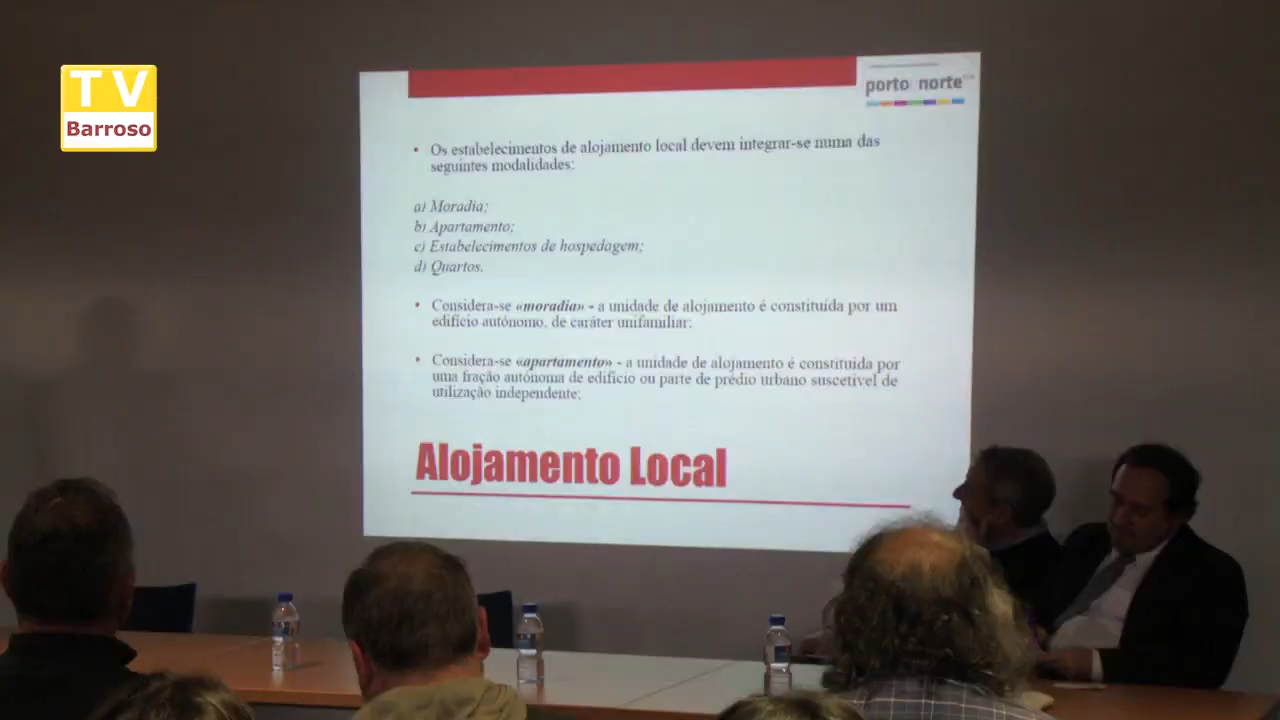 TV
Barroso
porto norte
• Os estabelecimentos de alojamento local devem integrar-se numa das
seguintes modalidades:
a) Moradia;
b) Apartamento;
c) Estabelecimentos de hospedagem;
d) Quartos.
• Considera-se «moradia» - a unidade de alojamento é constituída por um
edifício autónomo, de caráter unifamiliar;
• Considera-se «apartamento» - a unidade de alojamento é constituida por
uma fração autónoma de edifício ou parte de prédio urbano suscetível de
utilização independente;
Alojamento Local